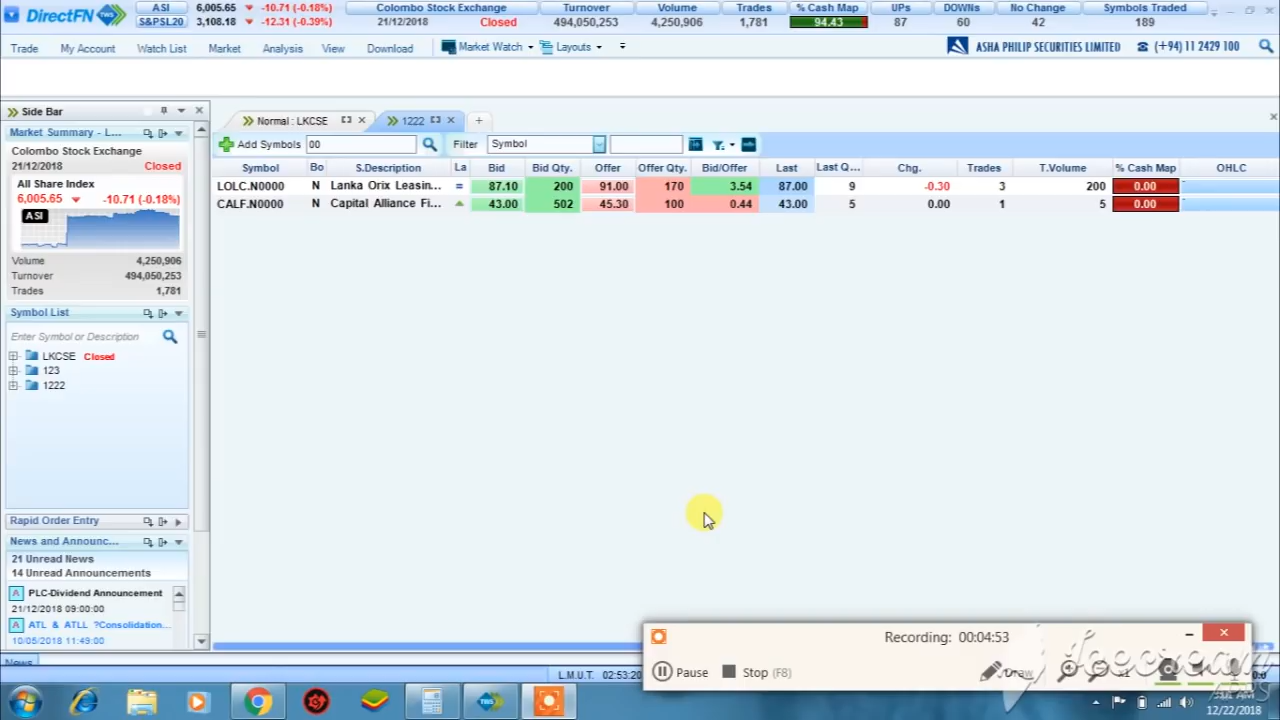 DirectFN TWS
ASI 6,005.65 -10.71 (-0.18%) Colombo Stock Exchange Turnover Volume Trades % Cash Map UPs DOWNs No Change Symbols Traded
S&PSL20 3,108.18 -12.31 (-0.39%) 21/12/2018 Closed 494,050,253 4,250,906 1,781 94.43 87 60 42 189
Trade My Account Watch List Market Analysis View Download Market Watch Layouts ASHA PHILIP SECURITIES LIMITED (+94) 11 2429 100
Side Bar
Normal : LKCSE 1222 +
Market Summary - L...
Colombo Stock Exchange
21/12/2018 Closed
All Share Index
6,005.65 -10.71 (-0.18%)
ASI
Volume 4,250,906
Turnover 494,050,253
Trades 1,781
Symbol List
Enter Symbol or Description
LKCSE Closed
123
1222
Rapid Order Entry
News and Announc...
21 Unread News
14 Unread Announcements
A PLC-Dividend Announcement
21/12/2018 09:00:00
A ATL & ATLL ?Consolidation...
10/05/2018 11:49:00
News
Add Symbols 00 Filter Symbol
Symbol Bo S.Description La Bid Bid Qty. Offer Offer Qty. Bid/Offer Last Last Q... Chg. Trades T.Volume % Cash Map OHLC
LOLC.N0000 N Lanka Orix Leasin... = 87.10 200 91.00 170 3.54 87.00 9 -0.30 3 200 0.00
CALF.N0000 N Capital Alliance Fi... 43.00 502 45.30 100 0.44 43.00 5 0.00 1 5 0.00
L.M.U.T. 02:53:20
Recording: 00:04:53
Pause Stop (F8) Draw x1
Icecream
APPS
12/22/2018